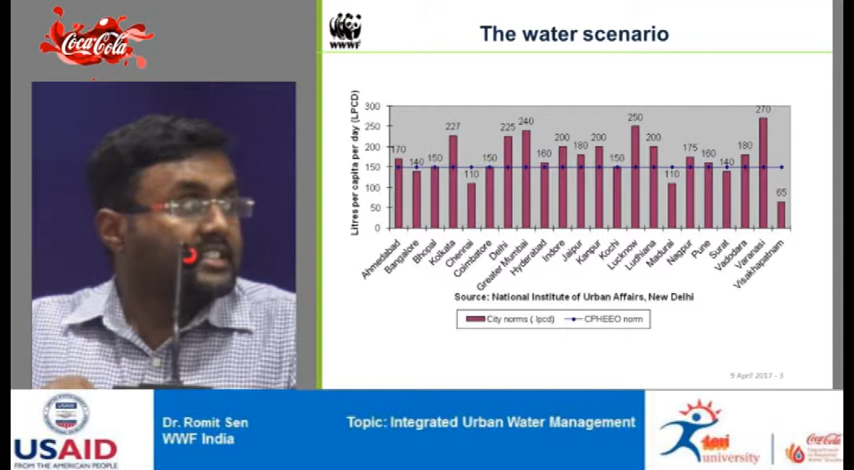 Coca-Cola
WWF
The water scenario
Litres per capita per day (LPCD)
300
250
200
150
100
50
0
170
140
150
227
110
150
225
240
160
200
180
200
150
250
200
110
175
160
140
180
270
65
Ahmedabad
Bangalore
Bhopal
Kolkata
Chennai
Coimbatore
Delhi
Greater Mumbai
Hyderabad
Indore
Jaipur
Kanpur
Kochi
Lucknow
Ludhiana
Madurai
Nagpur
Pune
Surat
Vadodara
Varanasi
Visakhapatnam
Source: National Institute of Urban Affairs, New Delhi
City norms ( lpcd)
CPHEEO norm
9 April 2017 - 3
USAID
FROM THE AMERICAN PEOPLE
Dr. Romit Sen
WWF India
Topic: Integrated Urban Water Management
teri
university
Coca-Cola